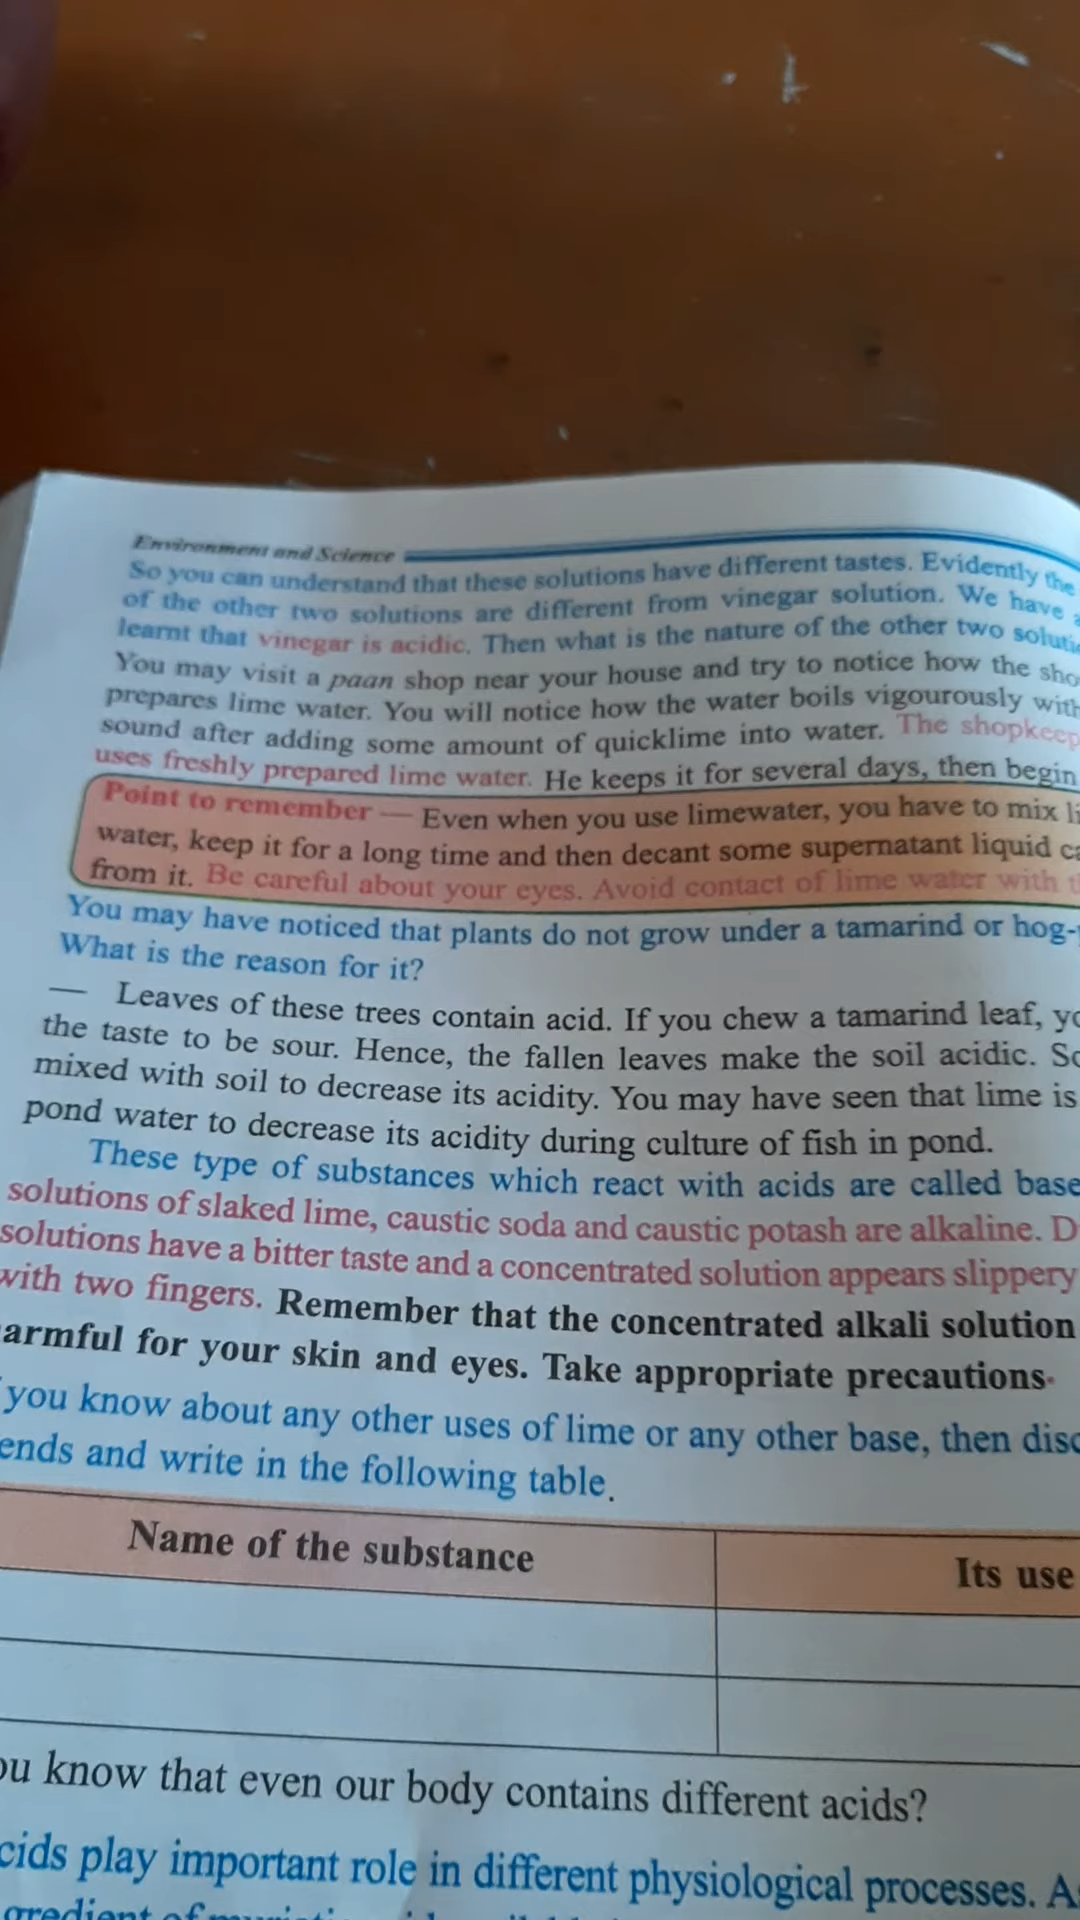 Environment and Science
So you can understand that these solutions have different tastes. Evidently the
of the other two solutions are different from vinegar solution. We have
learnt that vinegar is acidic. Then what is the nature of the other two
You may visit a paan shop near your house and try to notice how the
prepares lime water. You will notice how the water boils vigourously
sound after adding some amount of quicklime into water. The
uses freshly prepared lime water. He keeps it for several days, then begin
Point to remember — Even when you use limewater, you have to mix
water, keep it for a long time and then decant some supernatant liquid
from it. Be careful about your eyes. Avoid contact of lime water with
You may have noticed that plants do not grow under a tamarind or hog-
What is the reason for it?
— Leaves of these trees contain acid. If you chew a tamarind leaf,
the taste to be sour. Hence, the fallen leaves make the soil acidic.
mixed with soil to decrease its acidity. You may have seen that lime is
pond water to decrease its acidity during culture of fish in pond.
These type of substances which react with acids are called base
solutions of slaked lime, caustic soda and caustic potash are alkaline. D
solutions have a bitter taste and a concentrated solution appears slippery
with two fingers. Remember that the concentrated alkali solution
armful for your skin and eyes. Take appropriate precautions.
you know about any other uses of lime or any other base, then disc
ends and write in the following table.
Name of the substance
Its use
ou know that even our body contains different acids?
cids play important role in different physiological processes. A